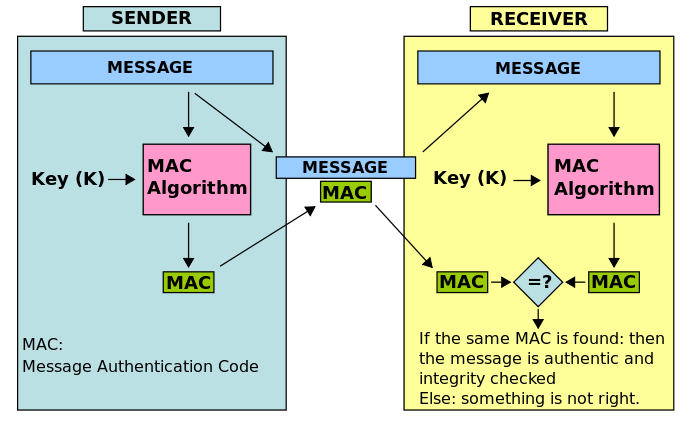 SENDER
RECEIVER
MESSAGE
MESSAGE
MESSAGE
MAC
Key (K)
MAC
Algorithm
Key (K)
MAC
Algorithm
MAC
MAC
=?
MAC
MAC:
Message Authentication Code
If the same MAC is found: then
the message is authentic and
integrity checked
Else: something is not right.